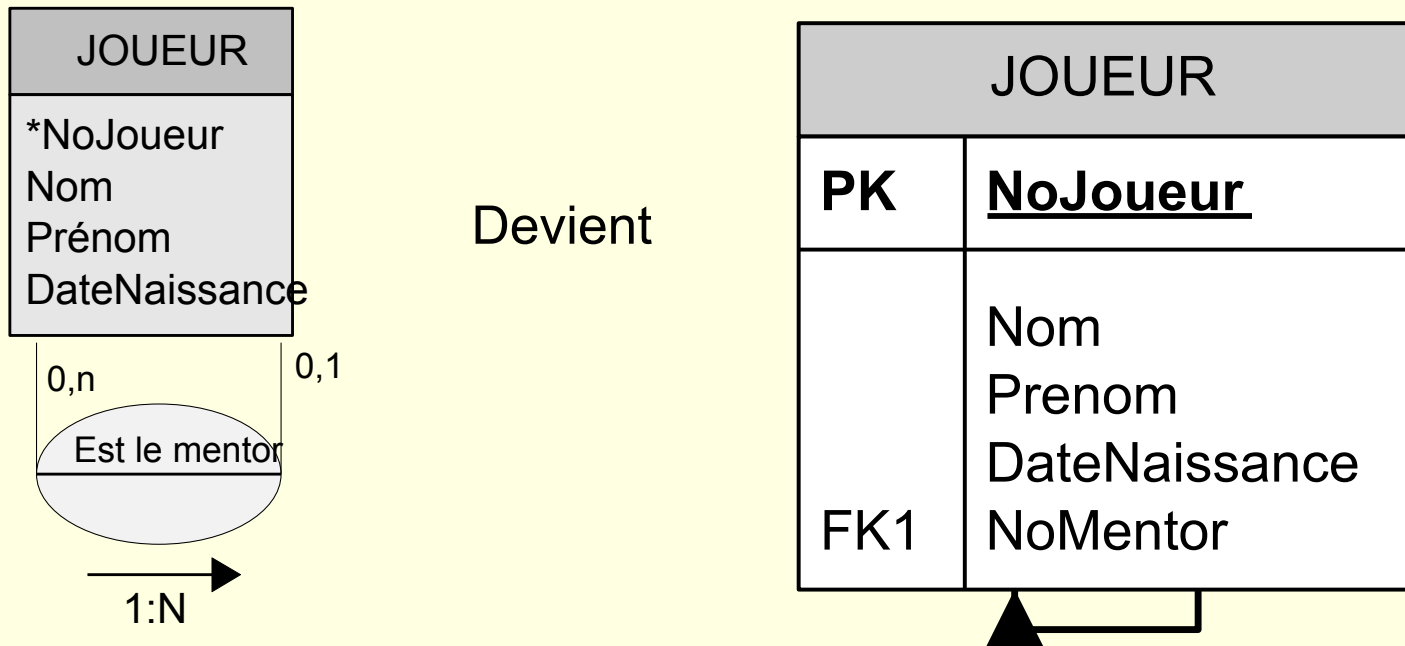 JOUEUR
*NoJoueur
Nom
Prénom
DateNaissance
0,n
0,1
Est le mentor
1:N
Devient
JOUEUR
PK NoJoueur
Nom
Prenom
DateNaissance
FK1 NoMentor